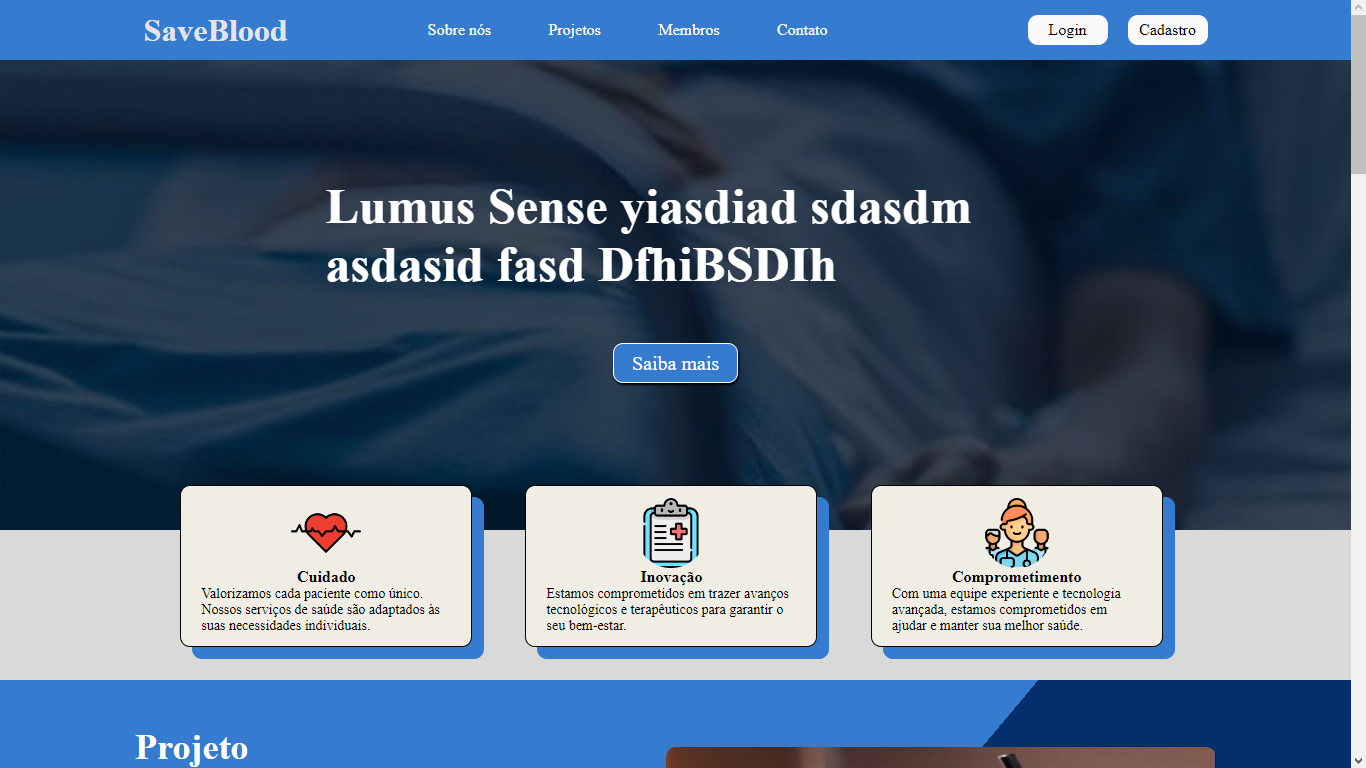 SaveBlood
Sobre nós
Projetos
Membros
Contato
Login
Cadastro
Lumus Sense yiasdiad sdasdm
asdasid fasd DfhiBSDIh
Saiba mais
Cuidado
Valorizamos cada paciente como único.
Nossos serviços de saúde são adaptados às
suas necessidades individuais.
Inovação
Estamos comprometidos em trazer avanços
tecnológicos e terapêuticos para garantir o
seu bem-estar.
Comprometimento
Com uma equipe experiente e tecnologia
avançada, estamos comprometidos em
ajudar e manter sua melhor saúde.
Projeto